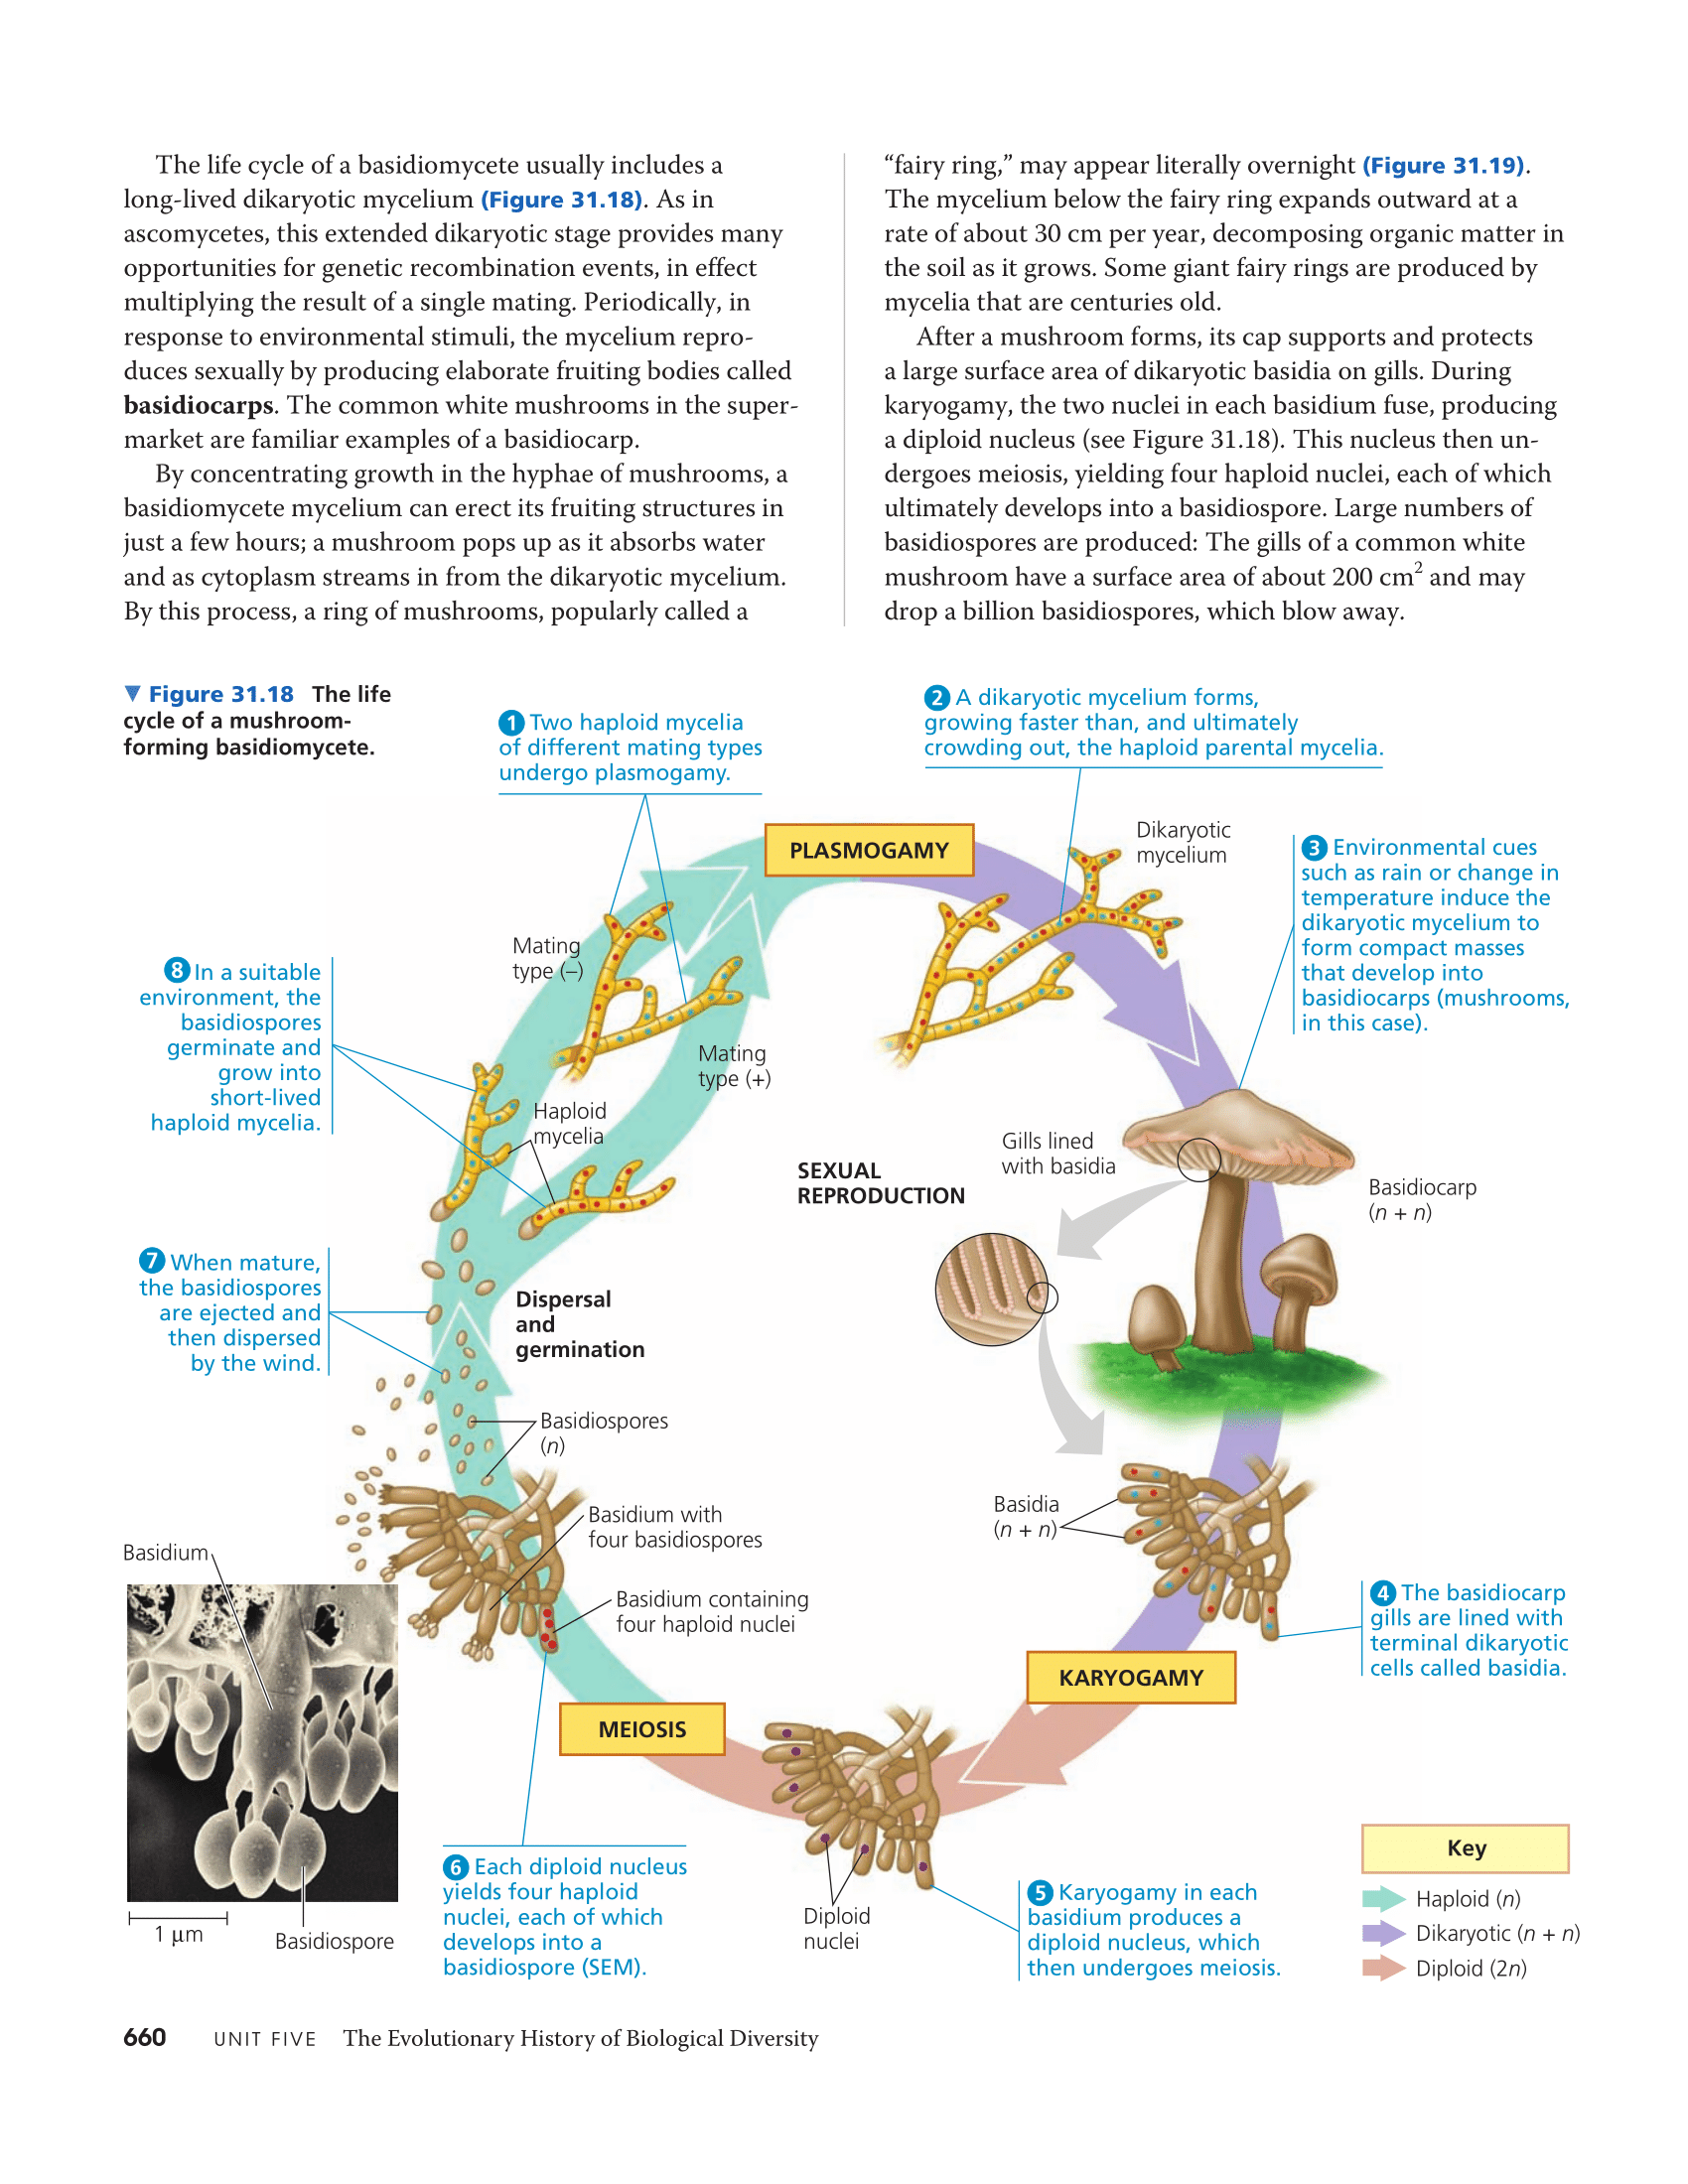 The life cycle of a basidiomycete usually includes a
long-lived dikaryotic mycelium (Figure 31.18). As in
ascomycetes, this extended dikaryotic stage provides many
opportunities for genetic recombination events, in effect
multiplying the result of a single mating. Periodically, in
response to environmental stimuli, the mycelium repro-
duces sexually by producing elaborate fruiting bodies called
basidiocarps. The common white mushrooms in the super-
market are familiar examples of a basidiocarp.
By concentrating growth in the hyphae of mushrooms, a
basidiomycete mycelium can erect its fruiting structures in
just a few hours; a mushroom pops up as it absorbs water
and as cytoplasm streams in from the dikaryotic mycelium.
By this process, a ring of mushrooms, popularly called a
“fairy ring,” may appear literally overnight (Figure 31.19).
The mycelium below the fairy ring expands outward at a
rate of about 30 cm per year, decomposing organic matter in
the soil as it grows. Some giant fairy rings are produced by
mycelia that are centuries old.
After a mushroom forms, its cap supports and protects
a large surface area of dikaryotic basidia on gills. During
karyogamy, the two nuclei in each basidium fuse, producing
a diploid nucleus (see Figure 31.18). This nucleus then un-
dergoes meiosis, yielding four haploid nuclei, each of which
ultimately develops into a basidiospore. Large numbers of
basidiospores are produced: The gills of a common white
mushroom have a surface area of about 200 cm² and may
drop a billion basidiospores, which blow away.
▼ Figure 31.18 The life
cycle of a mushroom-
forming basidiomycete.
1 Two haploid mycelia
of different mating types
undergo plasmogamy.
2 A dikaryotic mycelium forms,
growing faster than, and ultimately
crowding out, the haploid parental mycelia.
PLASMOGAMY
Dikaryotic
mycelium
3 Environmental cues
such as rain or change in
temperature induce the
dikaryotic mycelium to
form compact masses
that develop into
basidiocarps (mushrooms,
in this case).
Mating
type (–)
Mating
type (+)
8 In a suitable
environment, the
basidiospores
germinate and
grow into
short-lived
haploid mycelia.
Haploid
mycelia
SEXUAL
REPRODUCTION
Gills lined
with basidia
Basidiocarp
(n + n)
7 When mature,
the basidiospores
are ejected and
then dispersed
by the wind.
Dispersal
and
germination
Basidiospores
(n)
Basidium with
four basidiospores
Basidium containing
four haploid nuclei
Basidia
(n + n)
4 The basidiocarp
gills are lined with
terminal dikaryotic
cells called basidia.
Basidium
KARYOGAMY
MEIOSIS
1 µm
Basidiospore
6 Each diploid nucleus
yields four haploid
nuclei, each of which
develops into a
basidiospore (SEM).
Diploid
nuclei
5 Karyogamy in each
basidium produces a
diploid nucleus, which
then undergoes meiosis.
Key
Haploid (n)
Dikaryotic (n + n)
Diploid (2n)
660 UNIT FIVE The Evolutionary History of Biological Diversity